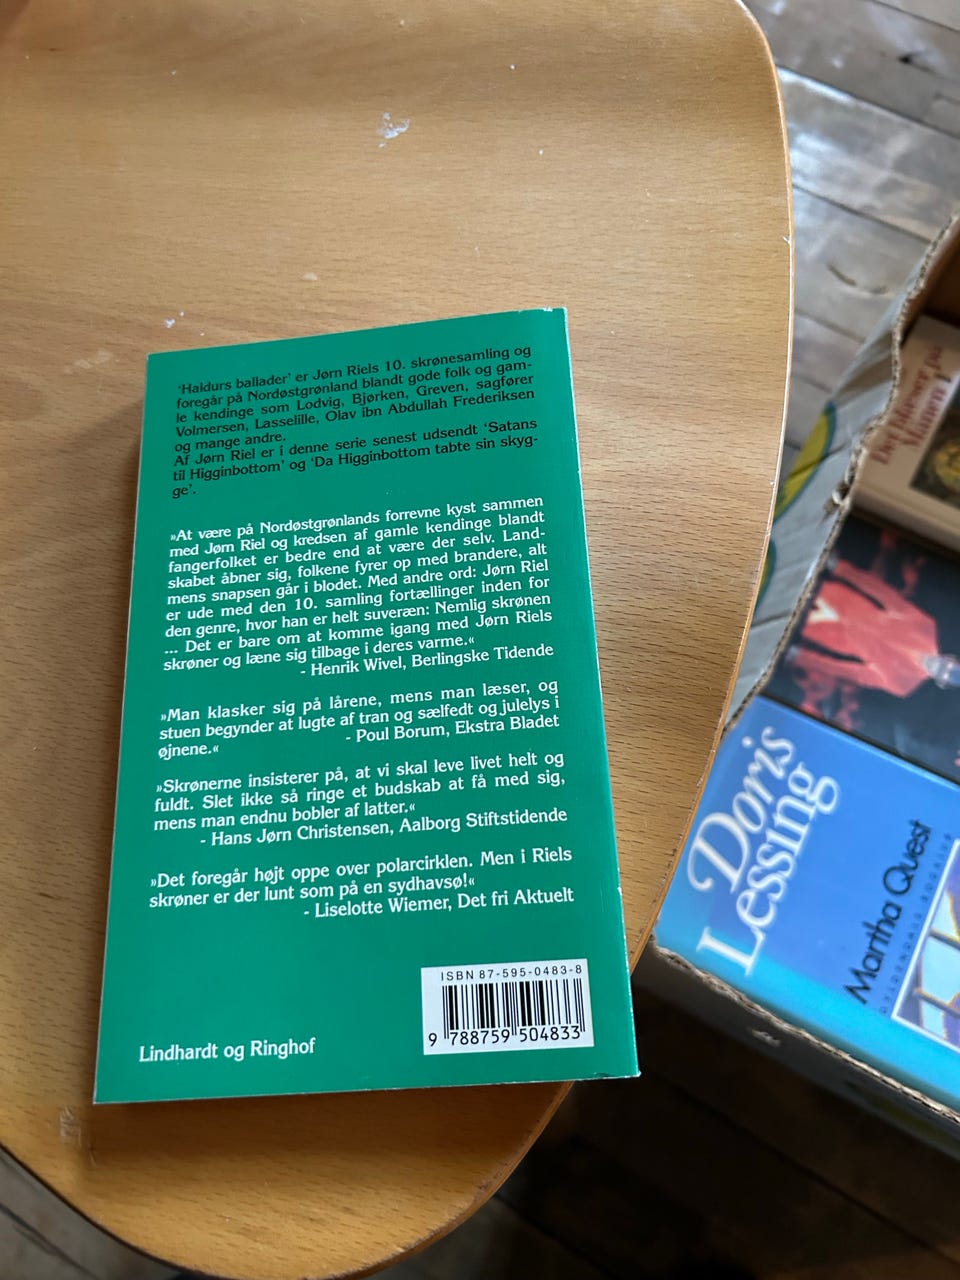 'Haldurs ballader' er Jørn Riels 10. skrønesamling og
foregår på Nordøstgrønland blandt gode folk og gam-
le kendinge som Lodvig, Bjørken, Greven, sagfører
Volmersen, Lasselille, Olav ibn Abdullah Frederiksen
og mange andre.
Af Jørn Riel er i denne serie senest udsendt 'Satans
til Higginbottom' og 'Da Higginbottom tabte sin skyg-
ge'.
»At være på Nordøstgrønlands forrevne kyst sammen
med Jørn Riel og kredsen af gamle kendinge blandt
fangerfolket er bedre end at være der selv. Land-
skabet åbner sig, folkene fyrer op med brandere, alt
mens snapsen går i blodet. Med andre ord: Jørn Riel
er ude med den 10. samling fortællinger inden for
den genre, hvor han er helt suveræn: Nemlig skrønen
... Det er bare om at komme igang med Jørn Riels
skrøner og læne sig tilbage i deres varme.«
- Henrik Wivel, Berlingske Tidende
»Man klasker sig på lårene, mens man læser, og
stuen begynder at lugte af tran og sælfedt og julelys i
øjnene.«
- Poul Borum, Ekstra Bladet
»Skrønerne insisterer på, at vi skal leve livet helt og
fuldt. Slet ikke så ringe et budskab at få med sig,
mens man endnu bobler af latter.«
- Hans Jørn Christensen, Aalborg Stiftstidende
»Det foregår højt oppe over polarcirklen. Men i Riels
skrøner er der lunt som på en sydhavsø!«
- Liselotte Wiemer, Det fri Aktuelt
ISBN 87-595-0483-8
9 788759 504833
Lindhardt og Ringhof
Det blæser på
Månen
Doris
Lessing
Martha Quest